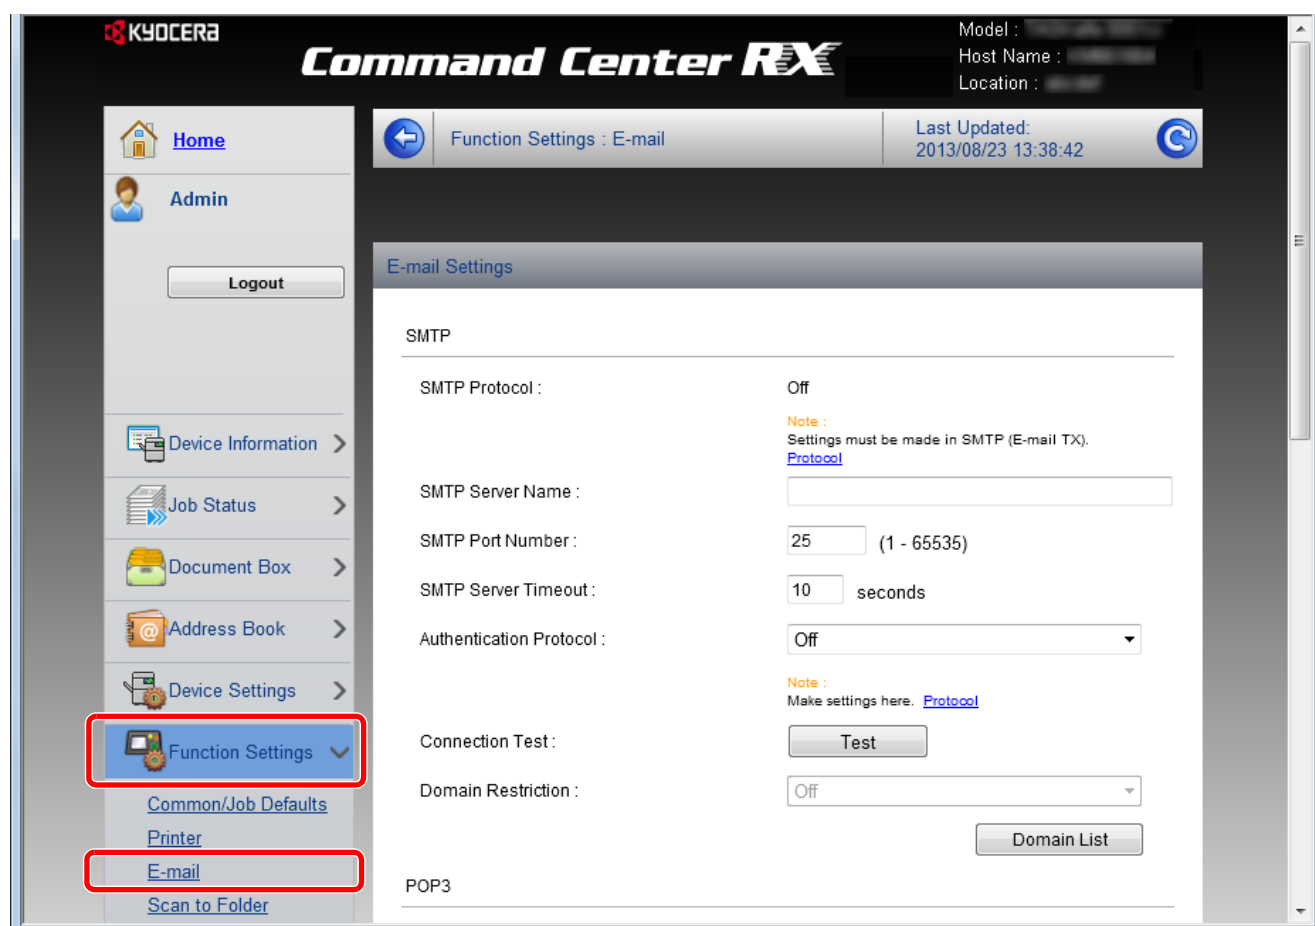 KYOCERA
Command Center RX
Model :
Host Name :
Location :
Home
Admin
Logout
Device Information
Job Status
Document Box
Address Book
Device Settings
Function Settings
Common/Job Defaults
Printer
E-mail
Scan to Folder
Function Settings : E-mail
Last Updated:
2013/08/23 13:38:42
E-mail Settings
SMTP
SMTP Protocol : Off
Note :
Settings must be made in SMTP (E-mail TX).
Protocol
SMTP Server Name :
SMTP Port Number : 25 (1 - 65535)
SMTP Server Timeout : 10 seconds
Authentication Protocol : Off
Note :
Make settings here. Protocol
Connection Test : Test
Domain Restriction : Off
Domain List
POP3